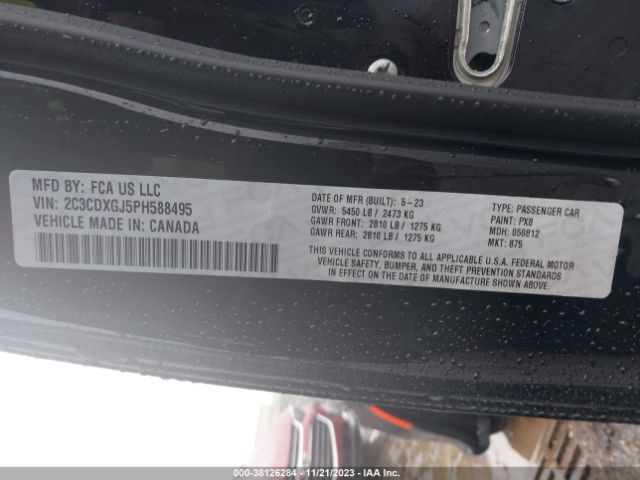 MFD BY: FCA US LLC
VIN: 2C3CDXGJ5PH588495
VEHICLE MADE IN: CANADA
DATE OF MFR (BUILT): 5-23
GVWR: 5450 LB / 2473 KG
GAWR FRONT: 2810 LB / 1275 KG
GAWR REAR: 2810 LB / 1275 KG
TYPE: PASSENGER CAR
PAINT: PX8
MDH: 050812
MKT: 875
THIS VEHICLE CONFORMS TO ALL APPLICABLE U.S.A. FEDERAL MOTOR
VEHICLE SAFETY, BUMPER, AND THEFT PREVENTION STANDARDS
IN EFFECT ON THE DATE OF MANUFACTURE SHOWN ABOVE.
000-38126284 — 11/21/2023 — IAA Inc.